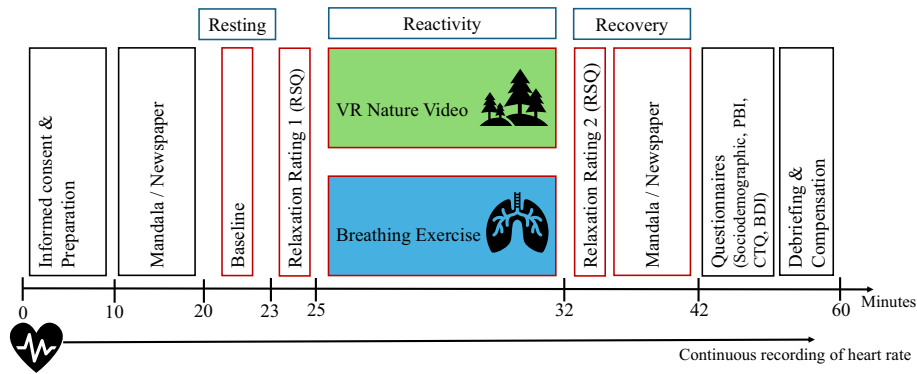 Resting
Reactivity
Recovery
Informed consent &
Preparation
Mandala / Newspaper
Baseline
Relaxation Rating 1 (RSQ)
VR Nature Video
Breathing Exercise
Relaxation Rating 2 (RSQ)
Mandala / Newspaper
Questionnaires
(Sociodemographic, PBI,
CTQ, BDI)
Debriefing &
Compensation
0
10
20
23
25
32
42
60
Minutes
Continuous recording of heart rate